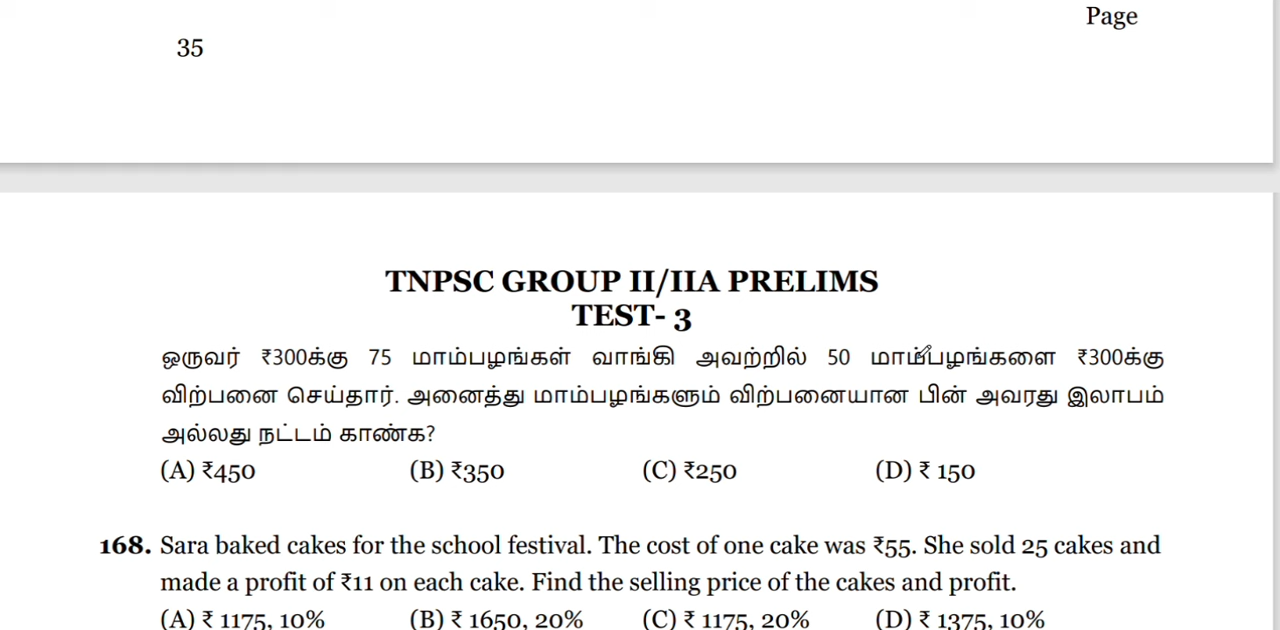 Page
35
TNPSC GROUP II/IIA PRELIMS
TEST- 3
ஒருவர் ₹300க்கு 75 மாம்பழங்கள் வாங்கி அவற்றில் 50 மாம்பழங்களை ₹300க்கு
விற்பனை செய்தார். அனைத்து மாம்பழங்களும் விற்பனையான பின் அவரது இலாபம்
அல்லது நட்டம் காண்க?
(A) ₹450 (B) ₹350 (C) ₹250 (D) ₹ 150
168. Sara baked cakes for the school festival. The cost of one cake was ₹55. She sold 25 cakes and
made a profit of ₹11 on each cake. Find the selling price of the cakes and profit.
(A) ₹ 1175, 10% (B) ₹ 1650, 20% (C) ₹ 1175, 20% (D) ₹ 1375, 10%